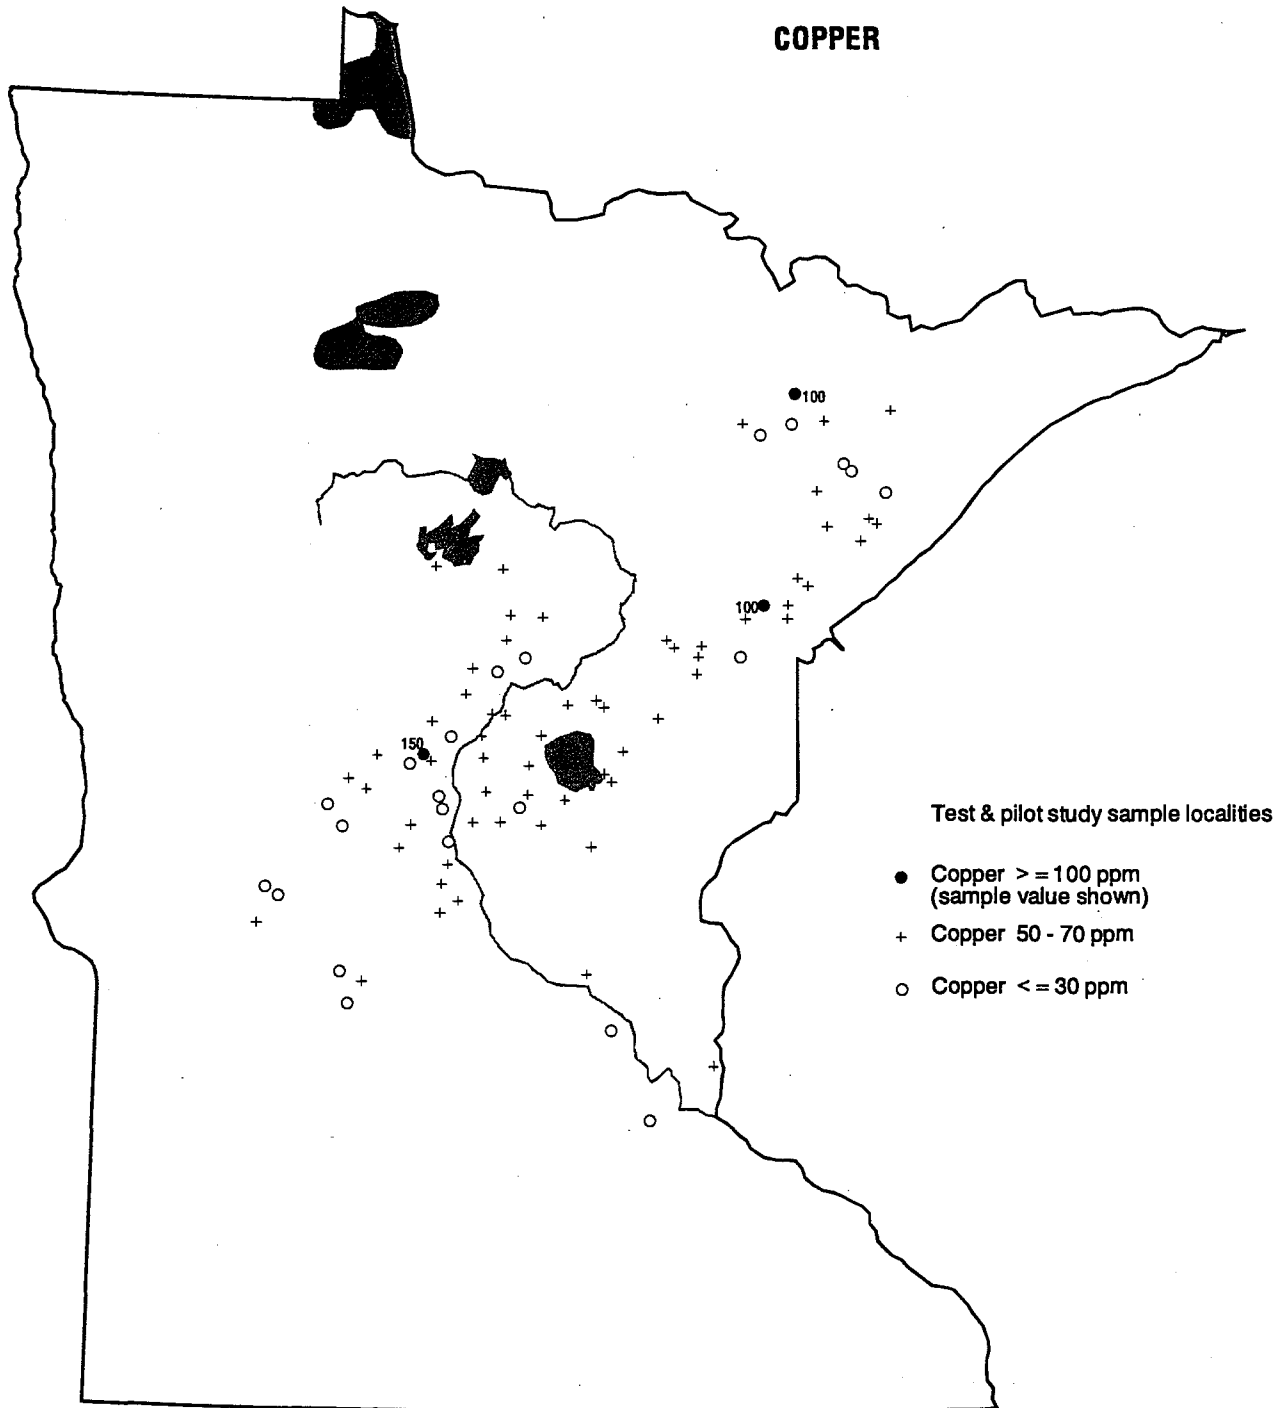 COPPER
100
100
150
Test & pilot study sample localities
Copper > = 100 ppm
(sample value shown)
Copper 50 - 70 ppm
Copper < = 30 ppm